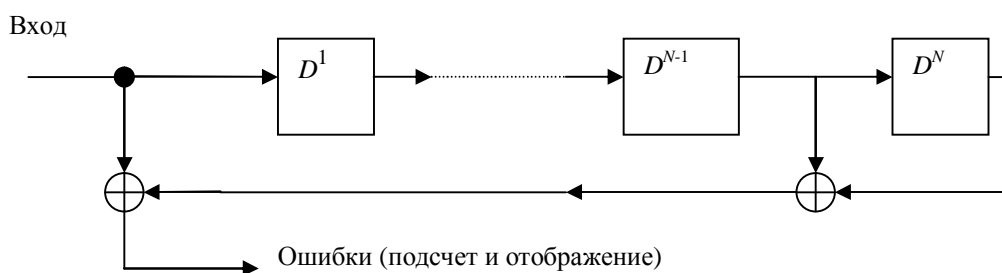 Вход
D¹
Dᴺ⁻¹
Dᴺ
Ошибки (подсчет и отображение)